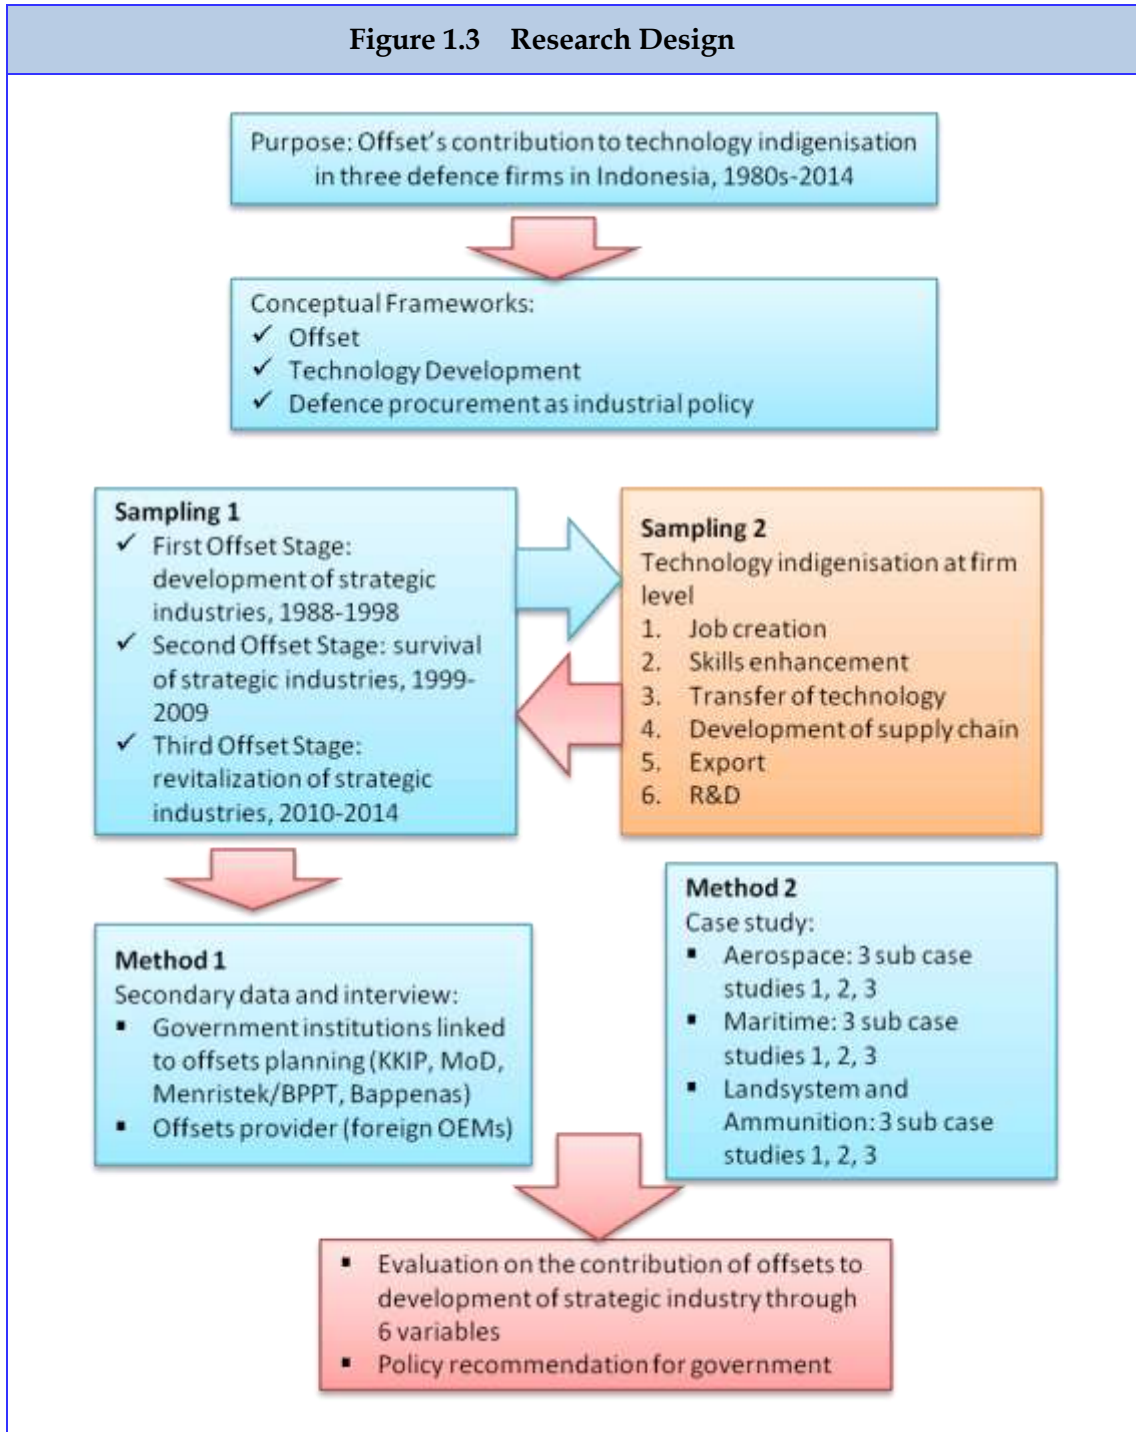 Figure 1.3 Research Design
Purpose: Offset's contribution to technology indigenisation
in three defence firms in Indonesia, 1980s-2014
Conceptual Frameworks:
✓ Offset
✓ Technology Development
✓ Defence procurement as industrial policy
Sampling 1
✓ First Offset Stage:
development of strategic
industries, 1988-1998
✓ Second Offset Stage: survival
of strategic industries, 1999-
2009
✓ Third Offset Stage:
revitalization of strategic
industries, 2010-2014
Sampling 2
Technology indigenisation at firm
level
1. Job creation
2. Skills enhancement
3. Transfer of technology
4. Development of supply chain
5. Export
6. R&D
Method 1
Secondary data and interview:
▪ Government institutions linked
to offsets planning (KKIP, MoD,
Menristek/BPPT, Bappenas)
▪ Offsets provider (foreign OEMs)
Method 2
Case study:
▪ Aerospace: 3 sub case
studies 1, 2, 3
▪ Maritime: 3 sub case
studies 1, 2, 3
▪ Landsystem and
Ammunition: 3 sub case
studies 1, 2, 3
▪ Evaluation on the contribution of offsets to
development of strategic industry through
6 variables
▪ Policy recommendation for government